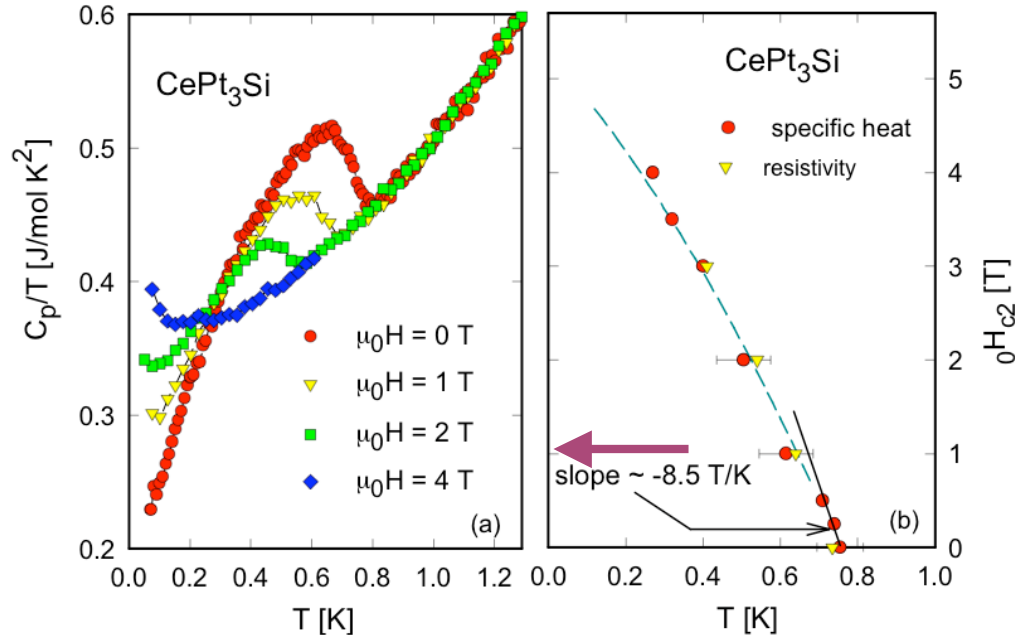 CePt3Si
Cp/T [J/mol K2]
0.6
0.5
0.4
0.3
0.2
μ0H = 0 T
μ0H = 1 T
μ0H = 2 T
μ0H = 4 T
(a)
0.0 0.2 0.4 0.6 0.8 1.0 1.2
T [K]
CePt3Si
specific heat
resistivity
slope ~ -8.5 T/K
(b)
5
4
3
2
1
0
0Hc2 [T]
0.0 0.2 0.4 0.6 0.8 1.0
T [K]